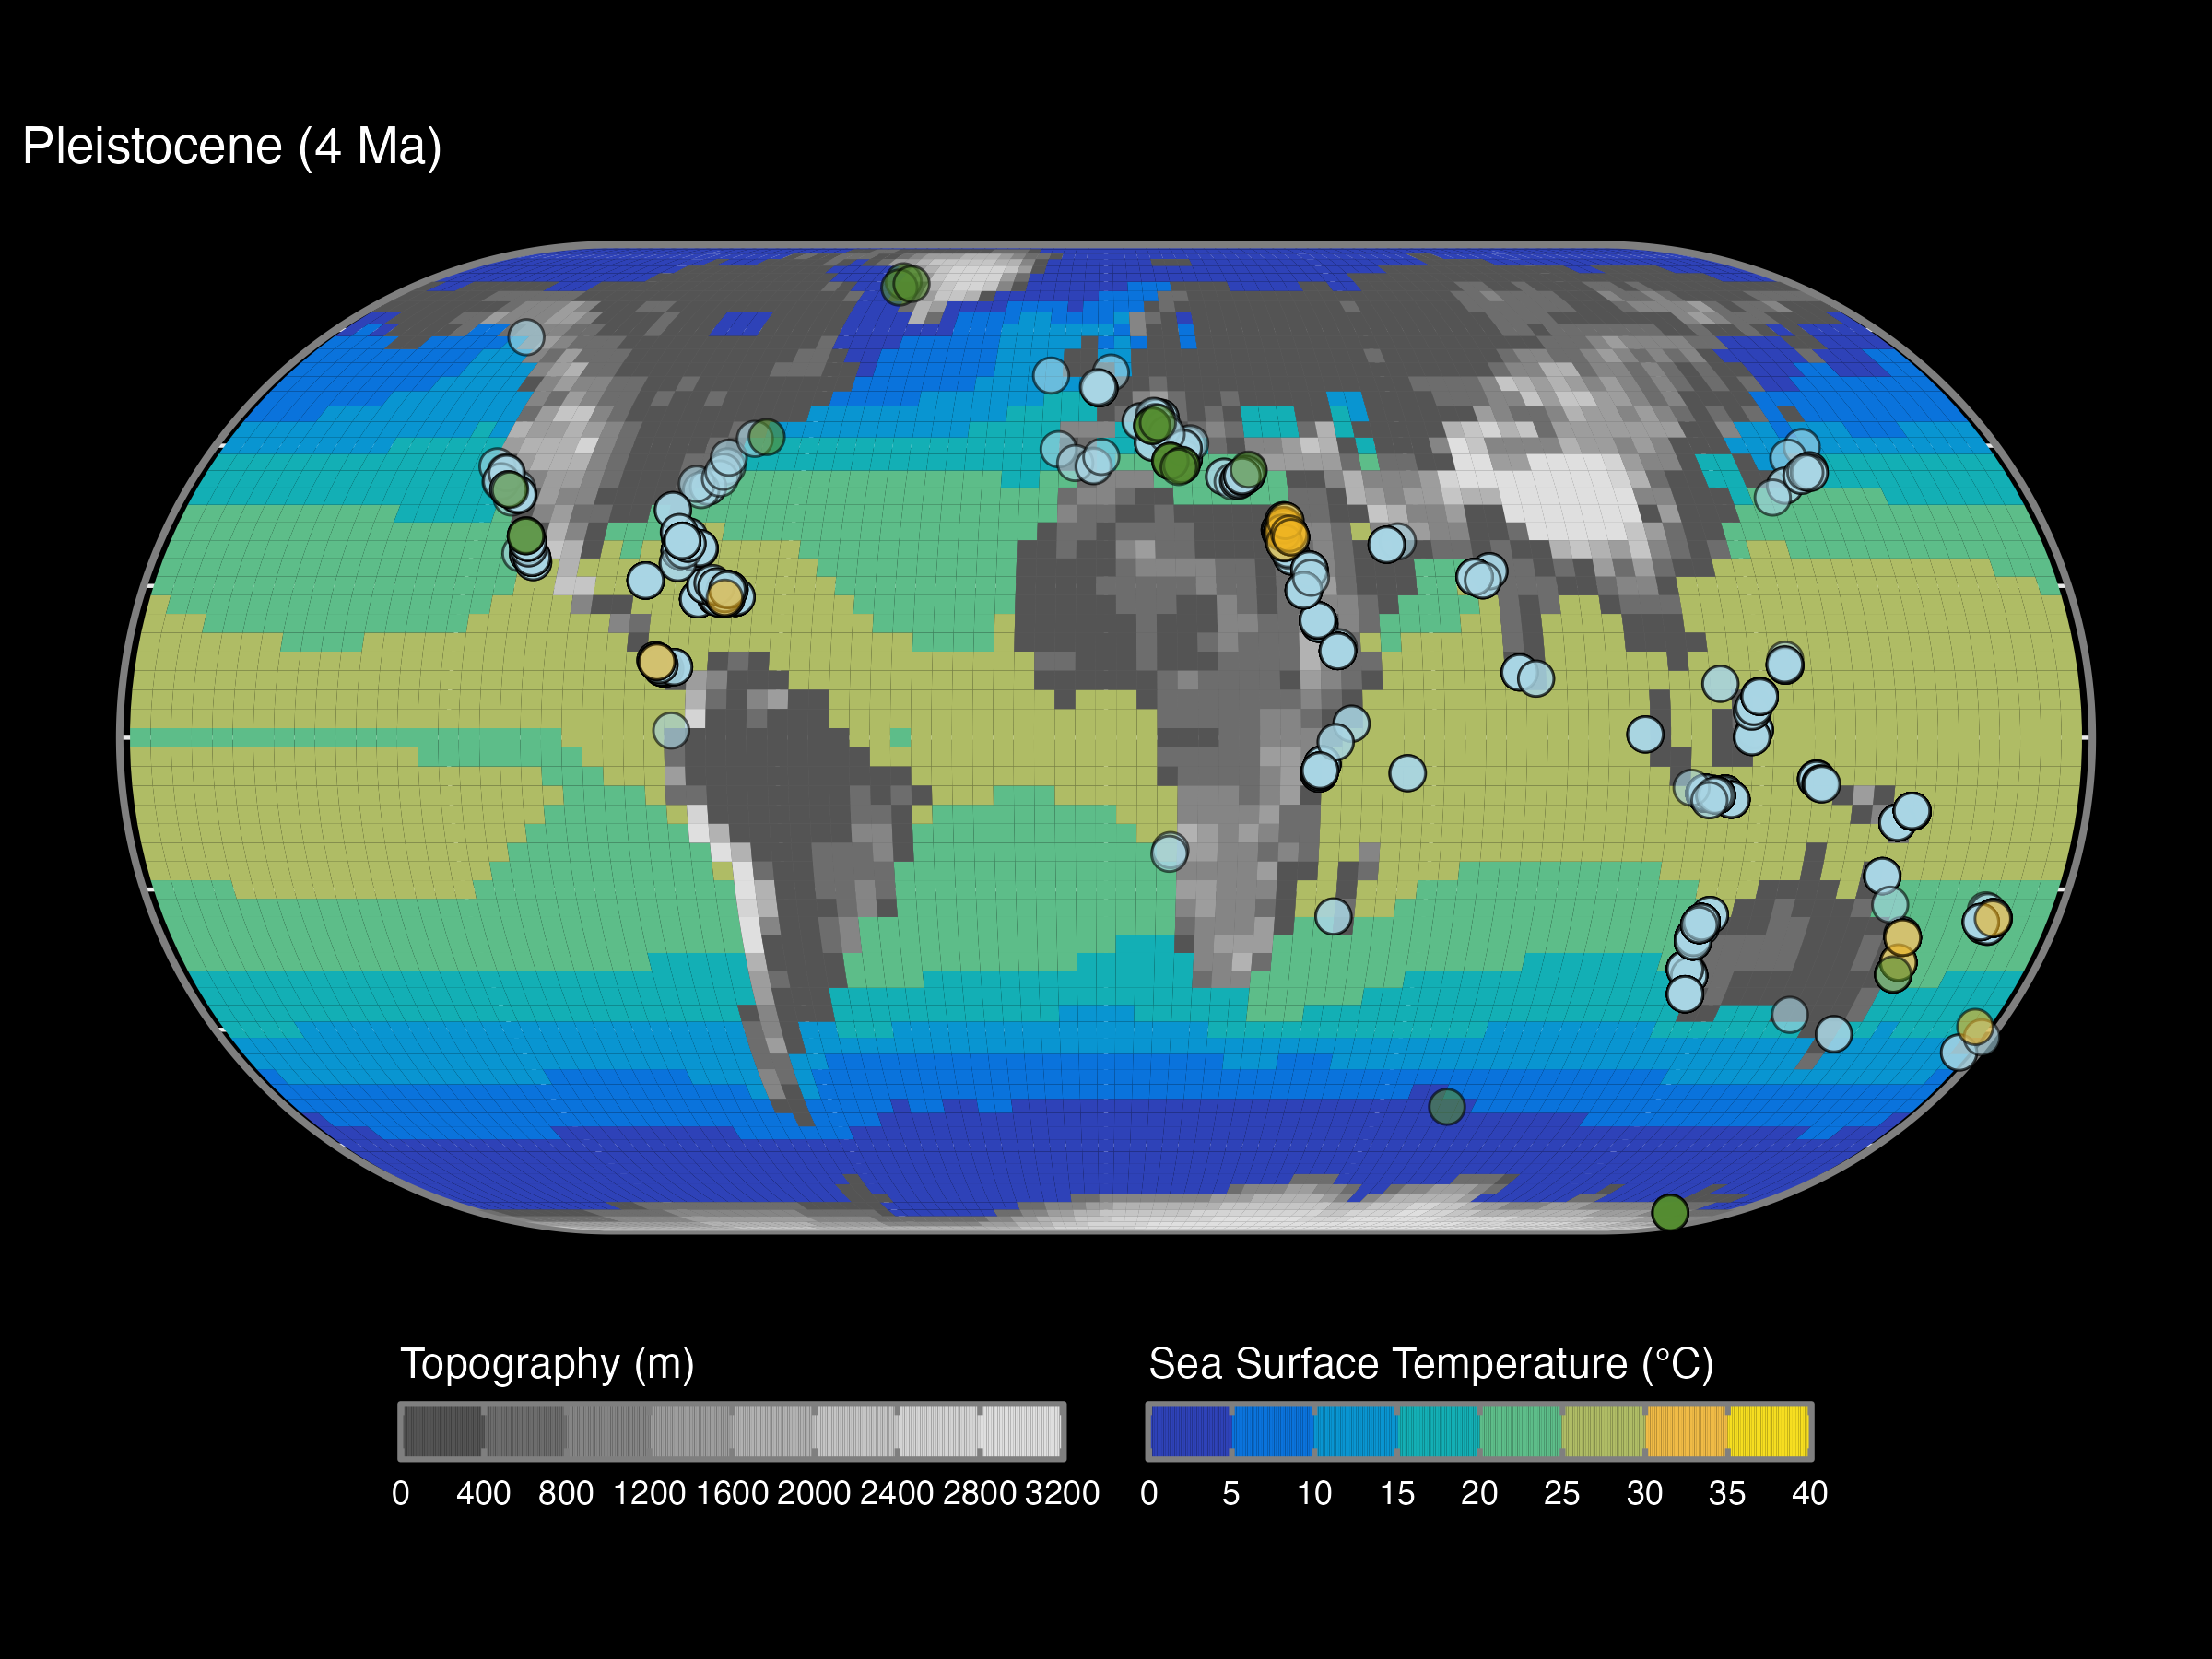 Pleistocene (4 Ma)
Topography (m)
0 400 800 1200 1600 2000 2400 2800 3200
Sea Surface Temperature (°C)
0 5 10 15 20 25 30 35 40